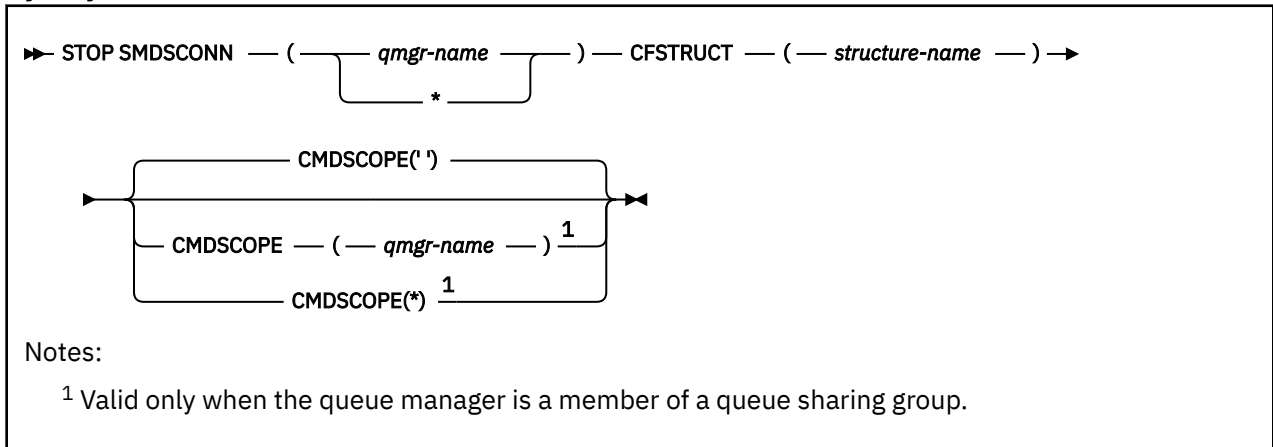 STOP SMDSCONN ( qmgr-name ) CFSTRUCT ( structure-name )
*
CMDSCOPE(' ')
CMDSCOPE ( qmgr-name ) 1
CMDSCOPE(*) 1
Notes:
1 Valid only when the queue manager is a member of a queue sharing group.